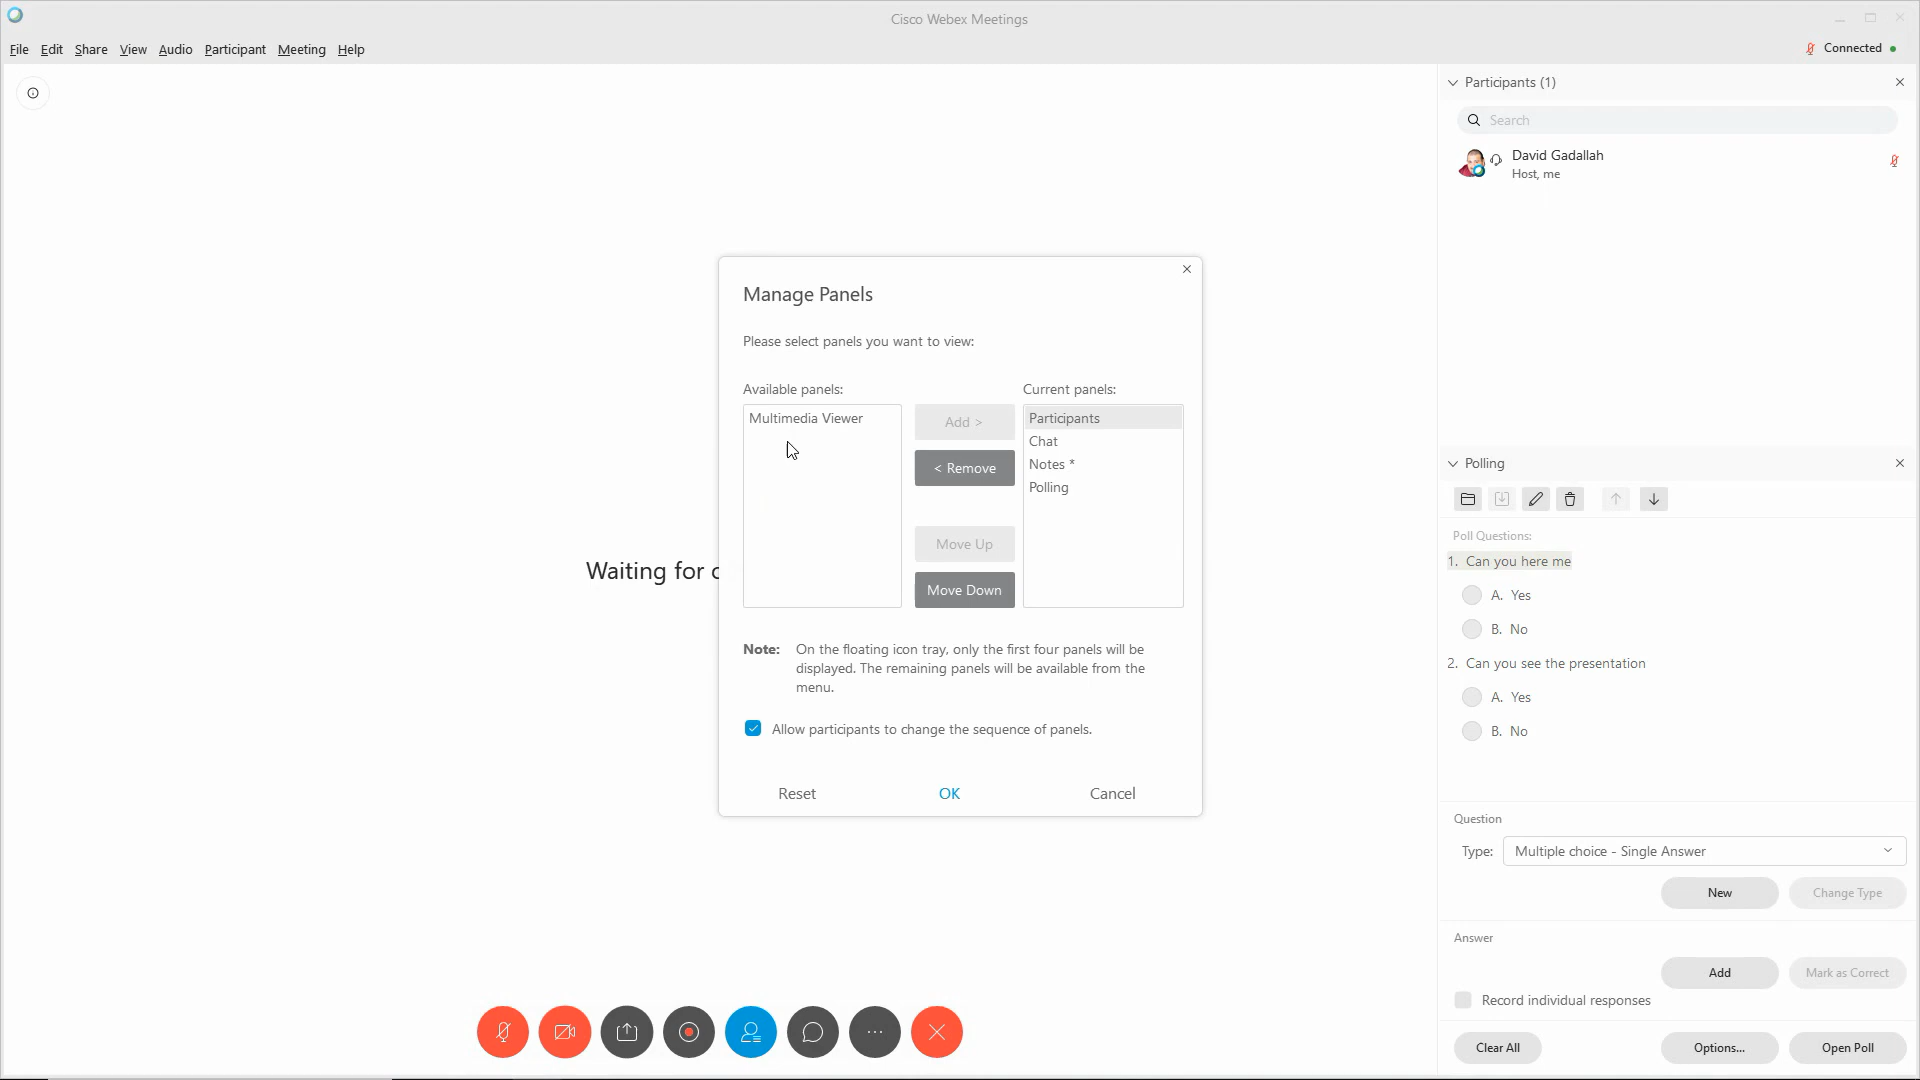 Cisco Webex Meetings
File Edit Share View Audio Participant Meeting Help
Connected
Participants (1)
Search
David Gadallah
Host, me
Waiting for
Manage Panels
Please select panels you want to view:
Available panels:
Multimedia Viewer
Add >
< Remove
Move Up
Move Down
Current panels:
Participants
Chat
Notes *
Polling
Note: On the floating icon tray, only the first four panels will be
displayed. The remaining panels will be available from the
menu.
Allow participants to change the sequence of panels.
Reset OK Cancel
Polling
Poll Questions:
1. Can you here me
A. Yes
B. No
2. Can you see the presentation
A. Yes
B. No
Question
Type: Multiple choice - Single Answer
New Change Type
Answer
Add Mark as Correct
Record individual responses
Clear All Options... Open Poll